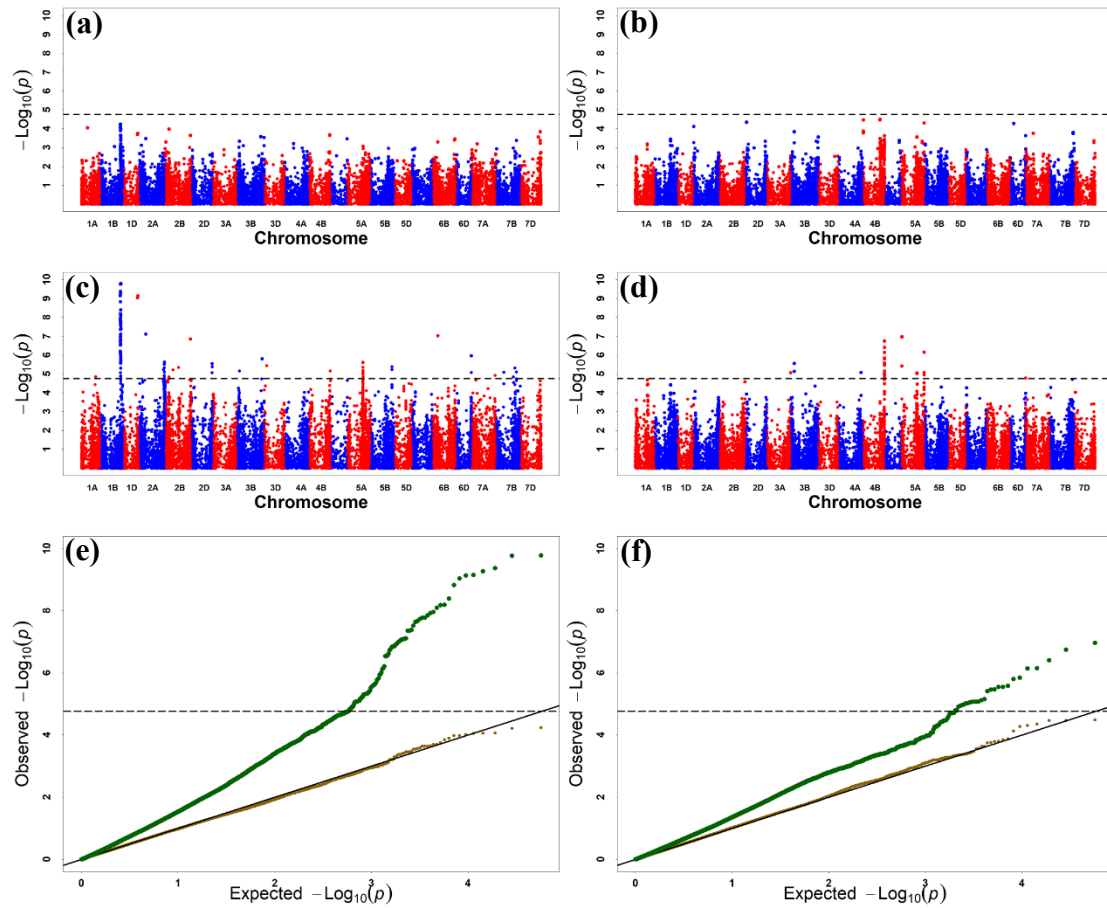 (a)
10
9
8
7
6
5
4
3
2
1
−Log10(p)
1A 1B 1D 2A 2B 2D 3A 3B 3D 4A 4B 5A 5B 5D 6B 6D 7A 7B 7D
Chromosome
(b)
10
9
8
7
6
5
4
3
2
1
−Log10(p)
1A 1B 1D 2A 2B 2D 3A 3B 3D 4A 4B 5A 5B 5D 6B 6D 7A 7B 7D
Chromosome
(c)
10
9
8
7
6
5
4
3
2
1
−Log10(p)
1A 1B 1D 2A 2B 2D 3A 3B 3D 4A 4B 5A 5B 5D 6B 6D 7A 7B 7D
Chromosome
(d)
10
9
8
7
6
5
4
3
2
1
−Log10(p)
1A 1D 2A 2B 2D 3A 3B 3D 4A 4B 5A 5B 5D 6B 6D 7A 7B 7D
Chromosome
(e)
10
8
6
4
2
0
Observed −Log10(p)
0 1 2 3 4
Expected −Log10(p)
(f)
10
8
6
4
2
0
Observed −Log10(p)
0 1 2 3 4
Expected −Log10(p)